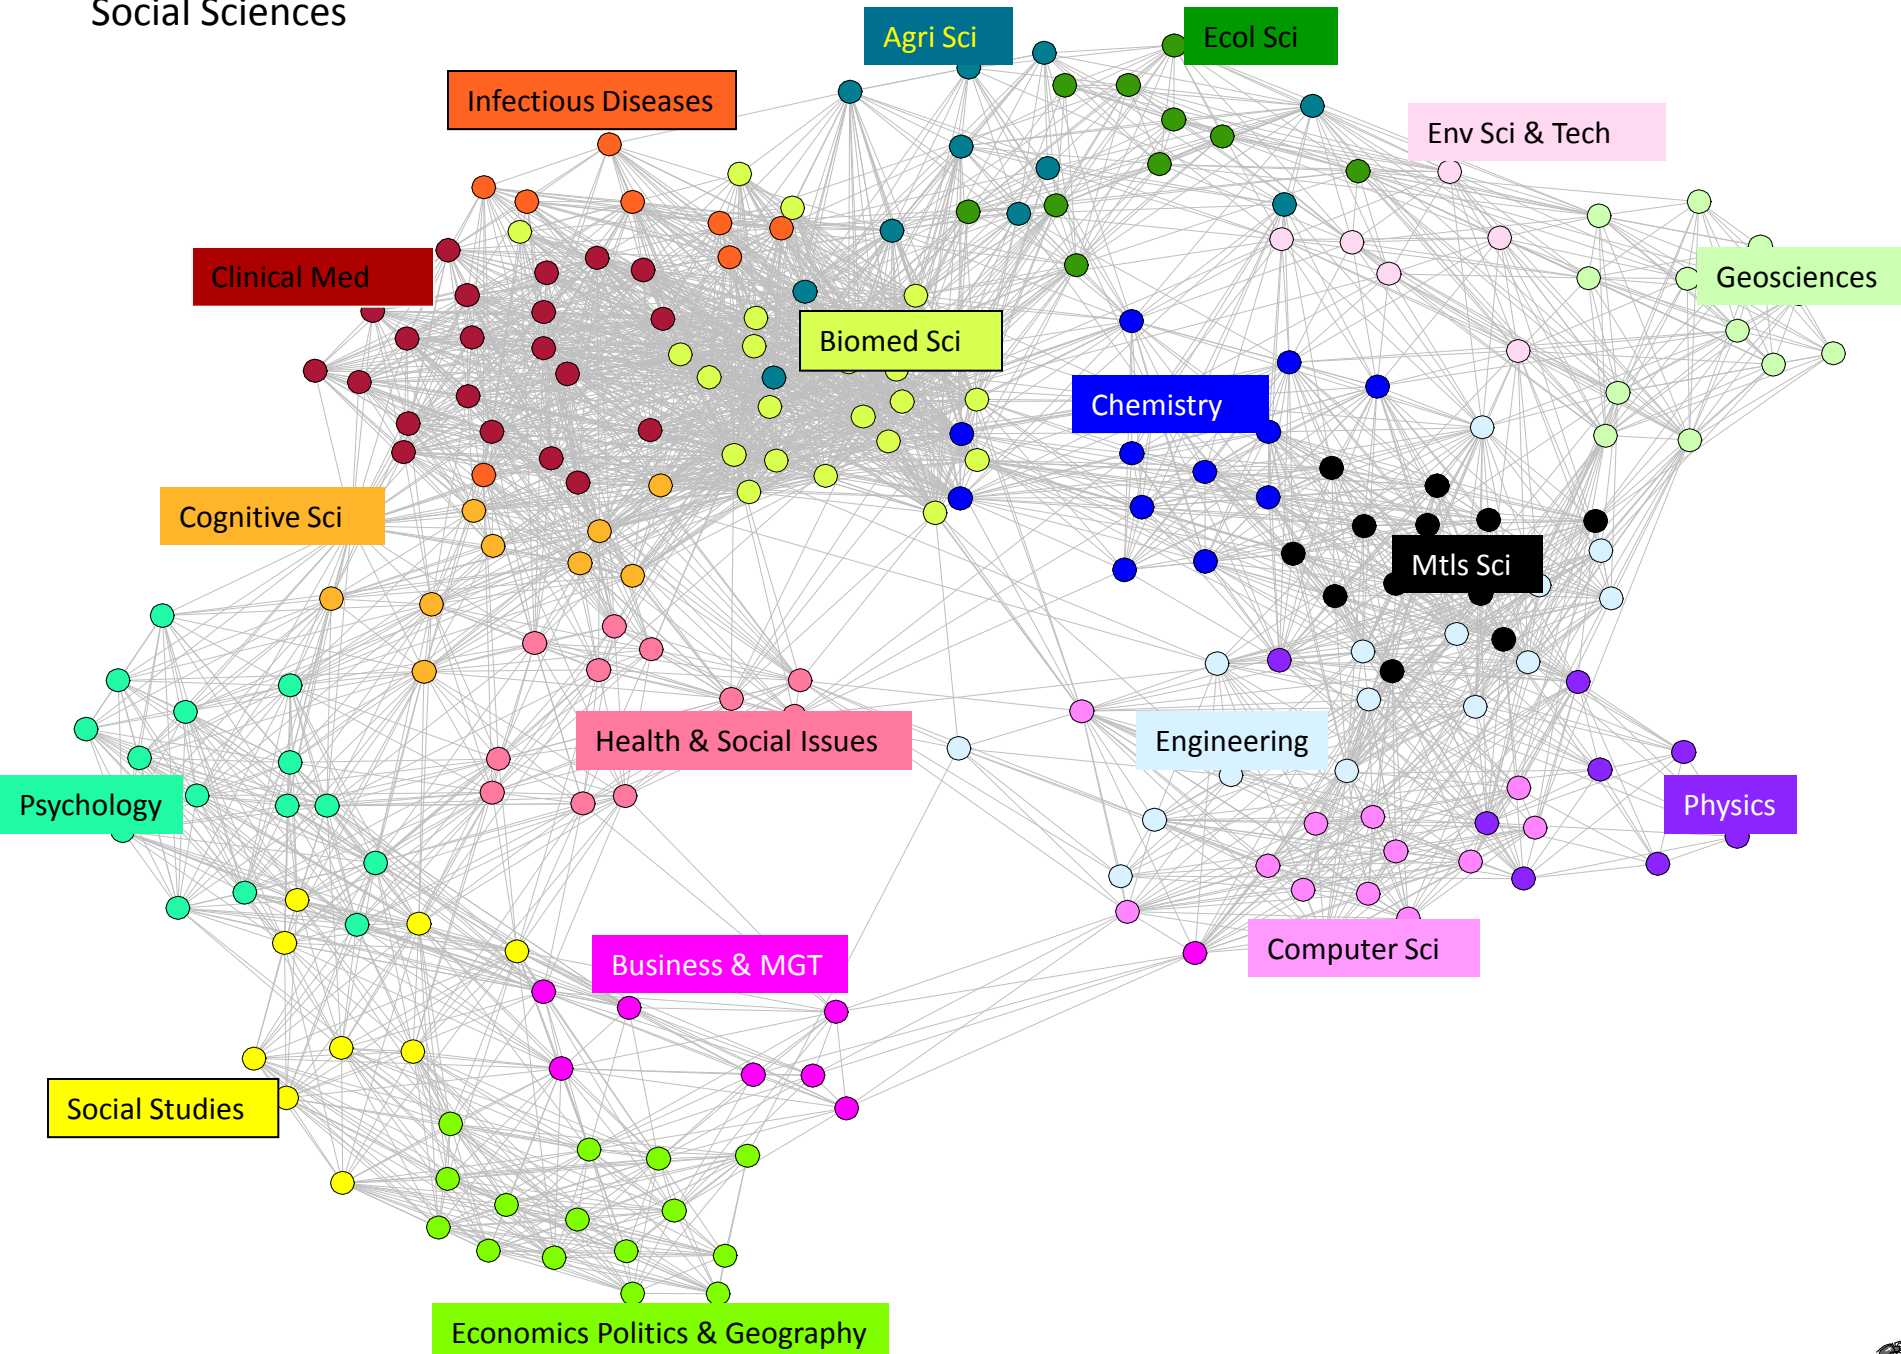 Social Sciences
Agri Sci
Ecol Sci
Infectious Diseases
Env Sci & Tech
Clinical Med
Geosciences
Biomed Sci
Chemistry
Cognitive Sci
Mtls Sci
Health & Social Issues
Engineering
Psychology
Physics
Computer Sci
Business & MGT
Social Studies
Economics Politics & Geography